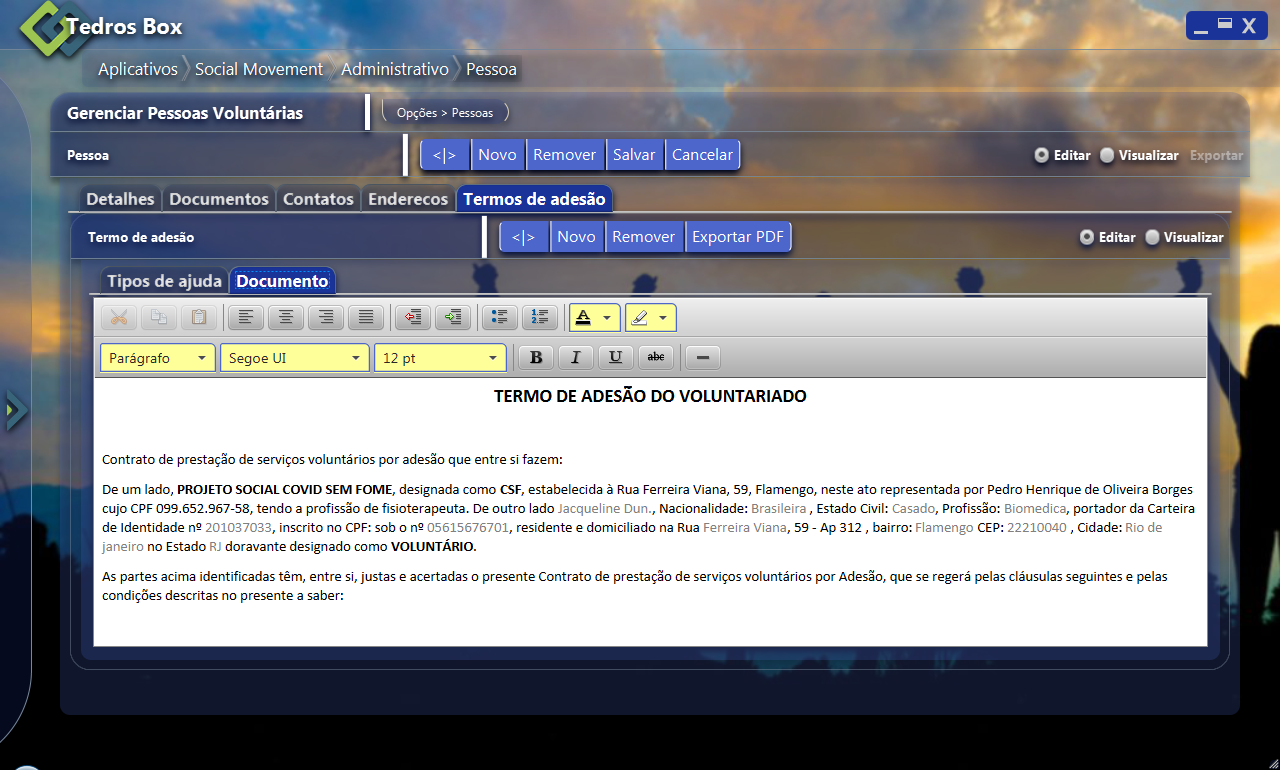 Tedros Box
Aplicativos Social Movement Administrativo Pessoa
Gerenciar Pessoas Voluntárias Opções > Pessoas
Pessoa <|> Novo Remover Salvar Cancelar Editar Visualizar Exportar
Detalhes Documentos Contatos Enderecos Termos de adesão
Termo de adesão <|> Novo Remover Exportar PDF Editar Visualizar
Tipos de ajuda Documento
Parágrafo Segoe UI 12 pt B I U abc
TERMO DE ADESÃO DO VOLUNTARIADO
Contrato de prestação de serviços voluntários por adesão que entre si fazem:
De um lado, PROJETO SOCIAL COVID SEM FOME, designada como CSF, estabelecida à Rua Ferreira Viana, 59, Flamengo, neste ato representada por Pedro Henrique de Oliveira Borges
cujo CPF 099.652.967-58, tendo a profissão de fisioterapeuta. De outro lado Jacqueline Dun., Nacionalidade: Brasileira , Estado Civil: Casado, Profissão: Biomedica, portador da Carteira
de Identidade nº 201037033, inscrito no CPF: sob o nº 05615676701, residente e domiciliado na Rua Ferreira Viana, 59 - Ap 312 , bairro: Flamengo CEP: 22210040 , Cidade: Rio de
janeiro no Estado RJ doravante designado como VOLUNTÁRIO.
As partes acima identificadas têm, entre si, justas e acertadas o presente Contrato de prestação de serviços voluntários por Adesão, que se regerá pelas cláusulas seguintes e pelas
condições descritas no presente a saber: